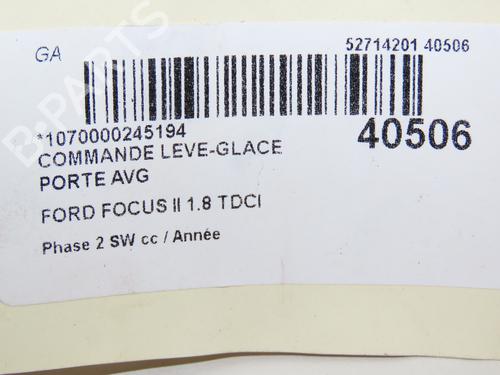 GA
52714201 40506
*1070000245194
40506
COMMANDE LEVE-GLACE
PORTE AVG
FORD FOCUS II 1.8 TDCI
Phase 2 SW cc / Année
B-PARTS